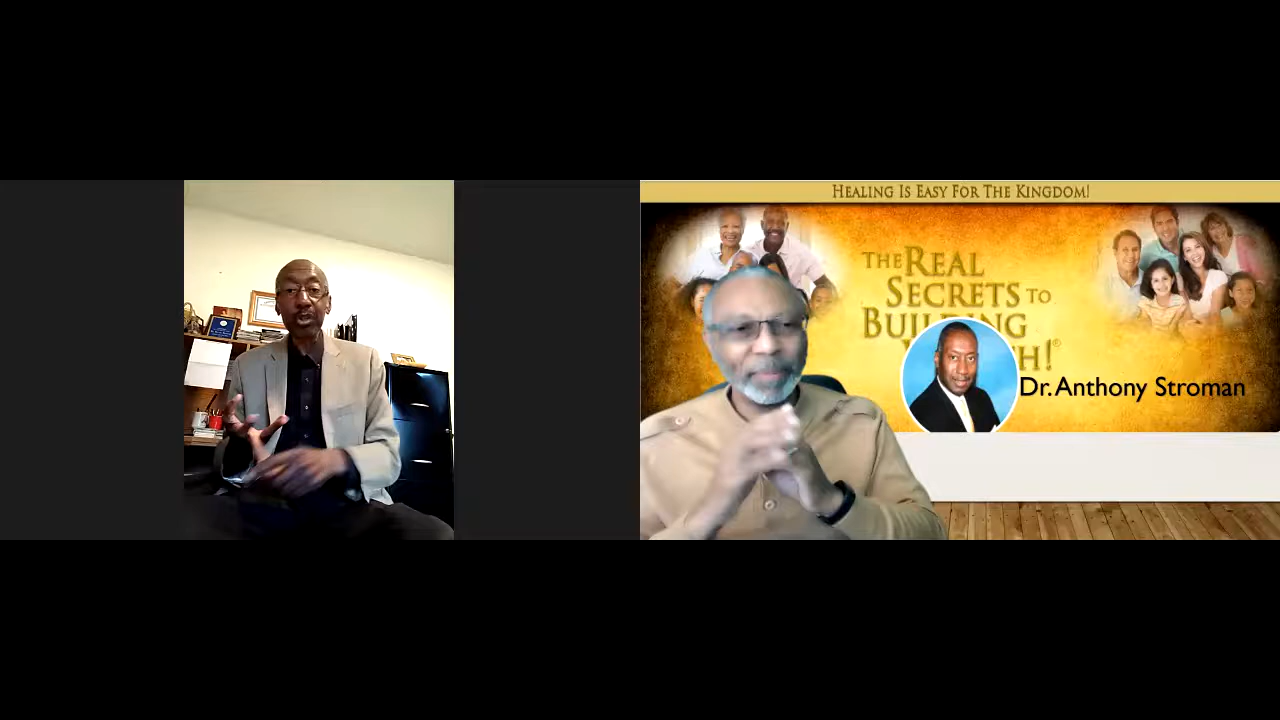 HEALING IS EASY FOR THE KINGDOM!
THE REAL
SECRETS TO
BUILDING
Dr. Anthony Stroman